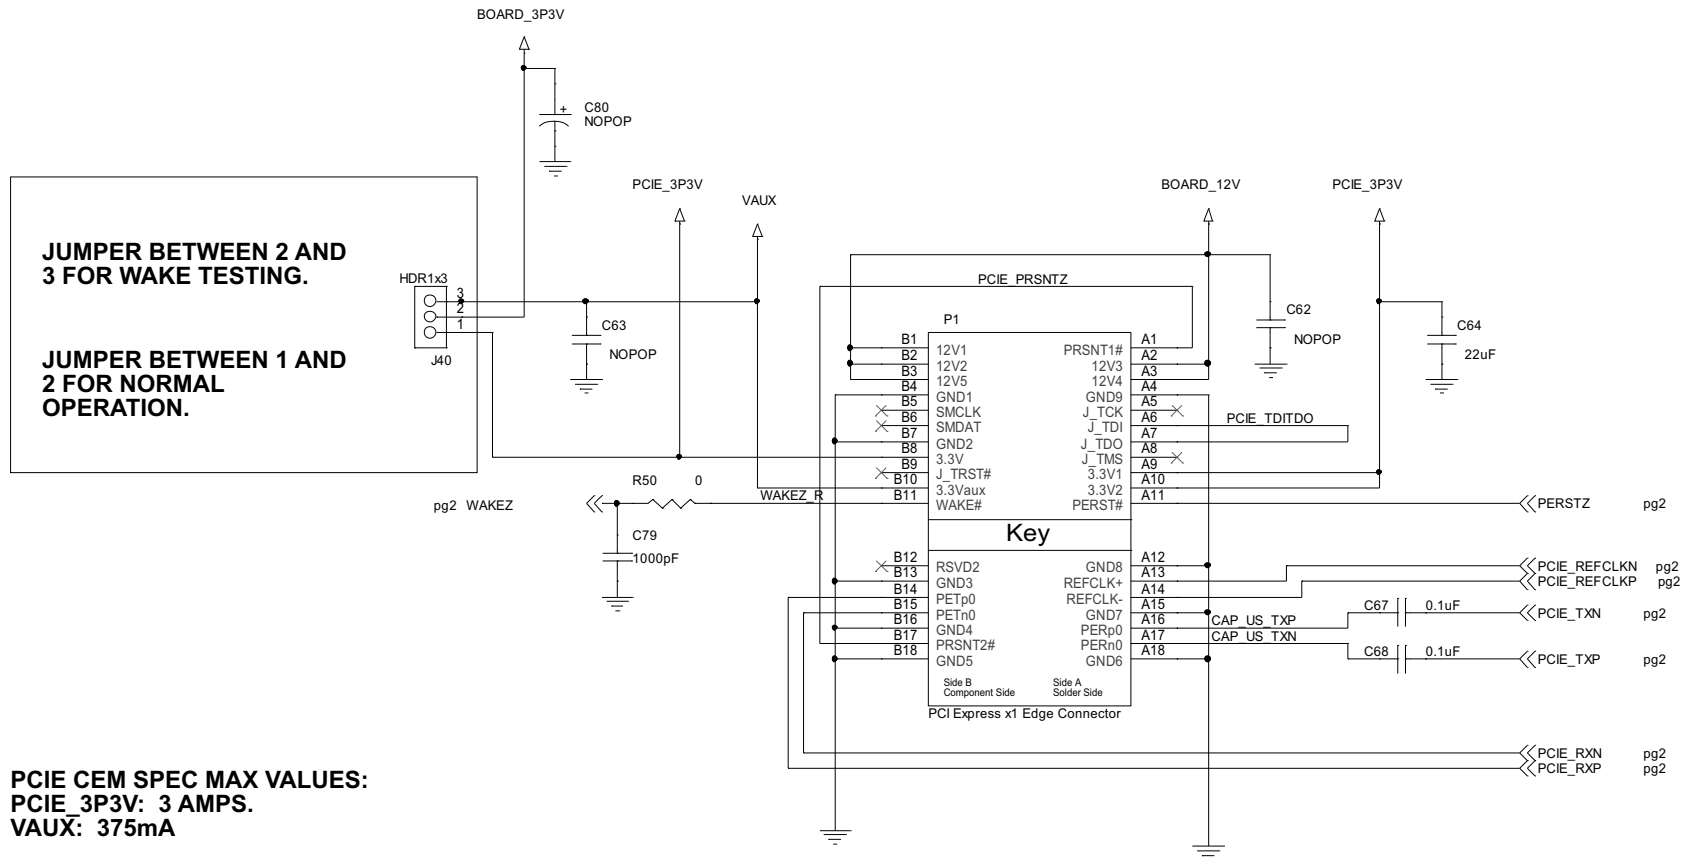 BOARD_3P3V
C80
NOPOP
+
JUMPER BETWEEN 2 AND
3 FOR WAKE TESTING.
JUMPER BETWEEN 1 AND
2 FOR NORMAL
OPERATION.
HDR1x3
3
2
1
J40
PCIE_3P3V
VAUX
C63
NOPOP
BOARD_12V
PCIE_3P3V
PCIE_PRSNTZ
C62
NOPOP
C64
22uF
P1
B1 12V1 PRSNT1# A1
B2 12V2 12V3 A2
B3 12V5 12V4 A3
B4 GND1 GND9 A4
B5 SMCLK J_TCK A5
B6 SMDAT J_TDI A6
B7 GND2 J_TDO A7
B8 3.3V J_TMS A8
B9 J_TRST# 3.3V1 A9
B10 3.3Vaux 3.3V2 A10
B11 WAKE# PERST# A11
PCIE_TDITDO
R50 0
WAKEZ_R
pg2 WAKEZ
C79
1000pF
PERSTZ pg2
Key
B12 RSVD2 GND8 A12
B13 GND3 REFCLK+ A13
B14 PETp0 REFCLK- A14
B15 PETn0 GND7 A15
B16 GND4 PERp0 A16
B17 PRSNT2# PERn0 A17
B18 GND5 GND6 A18
Side B
Component Side
Side A
Solder Side
PCI Express x1 Edge Connector
PCIE_REFCLKN pg2
PCIE_REFCLKP pg2
C67 0.1uF
PCIE_TXN pg2
CAP_US_TXP
CAP_US_TXN
C68 0.1uF
PCIE_TXP pg2
PCIE_RXN pg2
PCIE_RXP pg2
PCIE CEM SPEC MAX VALUES:
PCIE_3P3V: 3 AMPS.
VAUX: 375mA